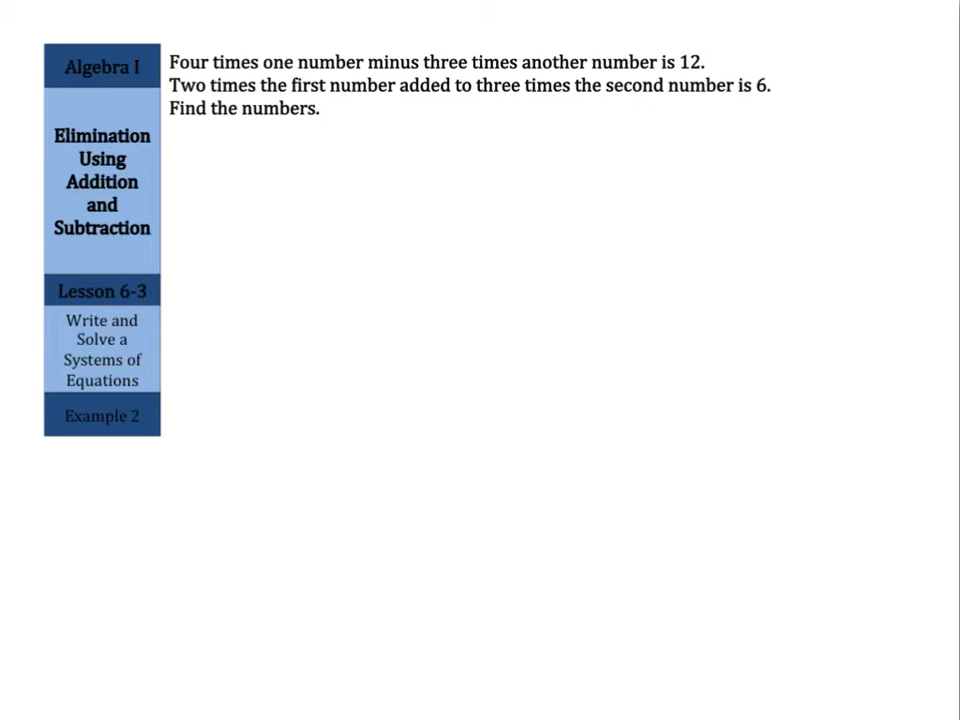 Algebra I
Elimination
Using
Addition
and
Subtraction
Lesson 6-3
Write and
Solve a
Systems of
Equations
Example 2
Four times one number minus three times another number is 12.
Two times the first number added to three times the second number is 6.
Find the numbers.